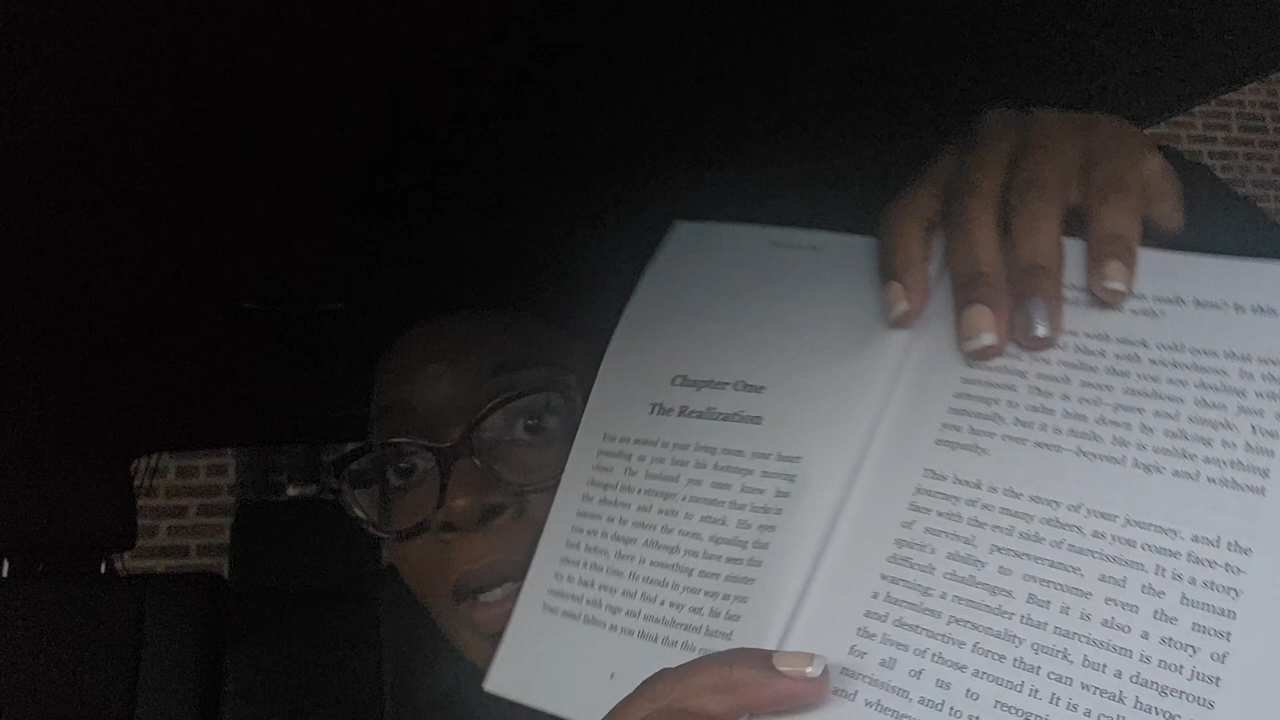 Chapter One
The Realization
You are seated in your living room, your heart
pounding as you hear his footsteps moving
closer. The husband you once knew has
changed into a stranger, a monster that lurks in
the shadows and waits to attack. His eyes
as he enters the room, signaling that
you are in danger. Although you have seen this
look before, there is something more sinister
about it this time. He stands in your way as you
try to back away and find a way out, his face
contorted with rage and unadulterated hatred.
Your mind falters as you think that this
with?
with stark, cold eyes that
black with wickedness. In the
realize that you are dealing with
something much more insidious than just a
narcissist. This is evil—pure and simple. You
attempt to calm him down by talking to him
rationally, but it is futile. He is unlike anything
you have ever seen—beyond logic and without
empathy.
This book is the story of your journey, and the
journey of so many others, as you come face-to-
face with the evil side of narcissism. It is a story
of survival, perseverance, and the human
spirit's ability to overcome even the most
difficult challenges. But it is also a story of
warning, a reminder that narcissism is not just
a harmless personality quirk, but a dangerous
and destructive force that can wreak havoc
the lives of those around it. It is a
for all of us to
narcissism, and to
and